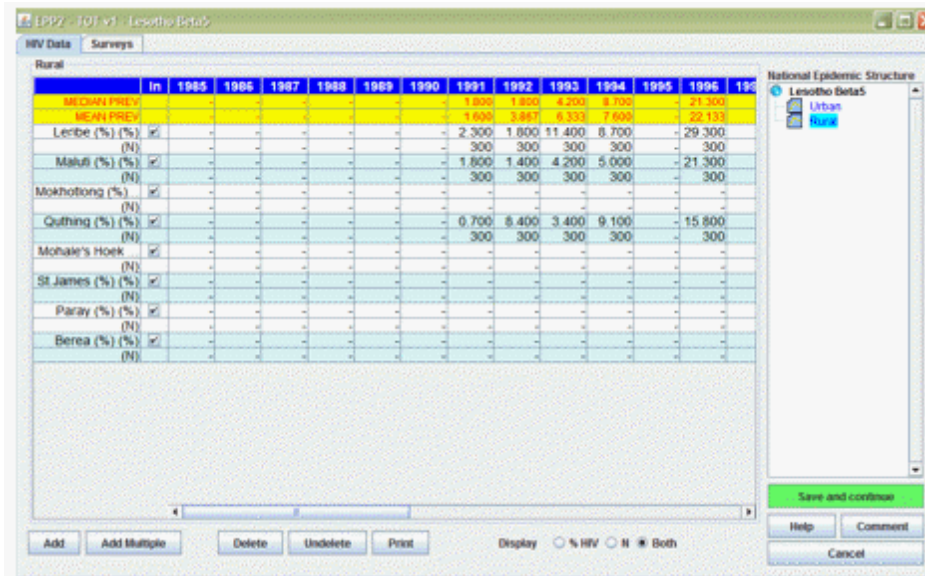 EPP2 - TOT v1 - Lesotho Beta5
HIV Data Surveys
Rural
In 1985 1986 1987 1988 1989 1990 1991 1992 1993 1994 1995 1996 199
MEDIAN PREV - - - - - - 1.800 1.800 4.200 8.700 - 21.300
MEAN PREV - - - - - - 1.600 3.867 6.333 7.600 - 22.133
Leribe (%) (%) - - - - - - 2.300 1.800 11.400 8.700 - 29.300
(N) - - - - - - 300 300 300 300 - 300
Maluti (%) (%) - - - - - - 1.800 1.400 4.200 5.000 - 21.300
(N) - - - - - - 300 300 300 300 - 300
Mokhotlong (%) - - - - - - - - - - - -
(N) - - - - - - - - - - - -
Quthing (%) (%) - - - - - - 0.700 8.400 3.400 9.100 - 15.800
(N) - - - - - - 300 300 300 300 - 300
Mohale's Hoek - - - - - - - - - - - -
(N) - - - - - - - - - - - -
St.James (%) (%) - - - - - - - - - - - -
(N) - - - - - - - - - - - -
Paray (%) (%) - - - - - - - - - - - -
(N) - - - - - - - - - - - -
Berea (%) (%) - - - - - - - - - - - -
(N) - - - - - - - - - - - -
National Epidemic Structure
Lesotho Beta5
Urban
Rural
Save and continue
Help Comment
Cancel
Add Add Multiple Delete Undelete Print Display % HIV N Both